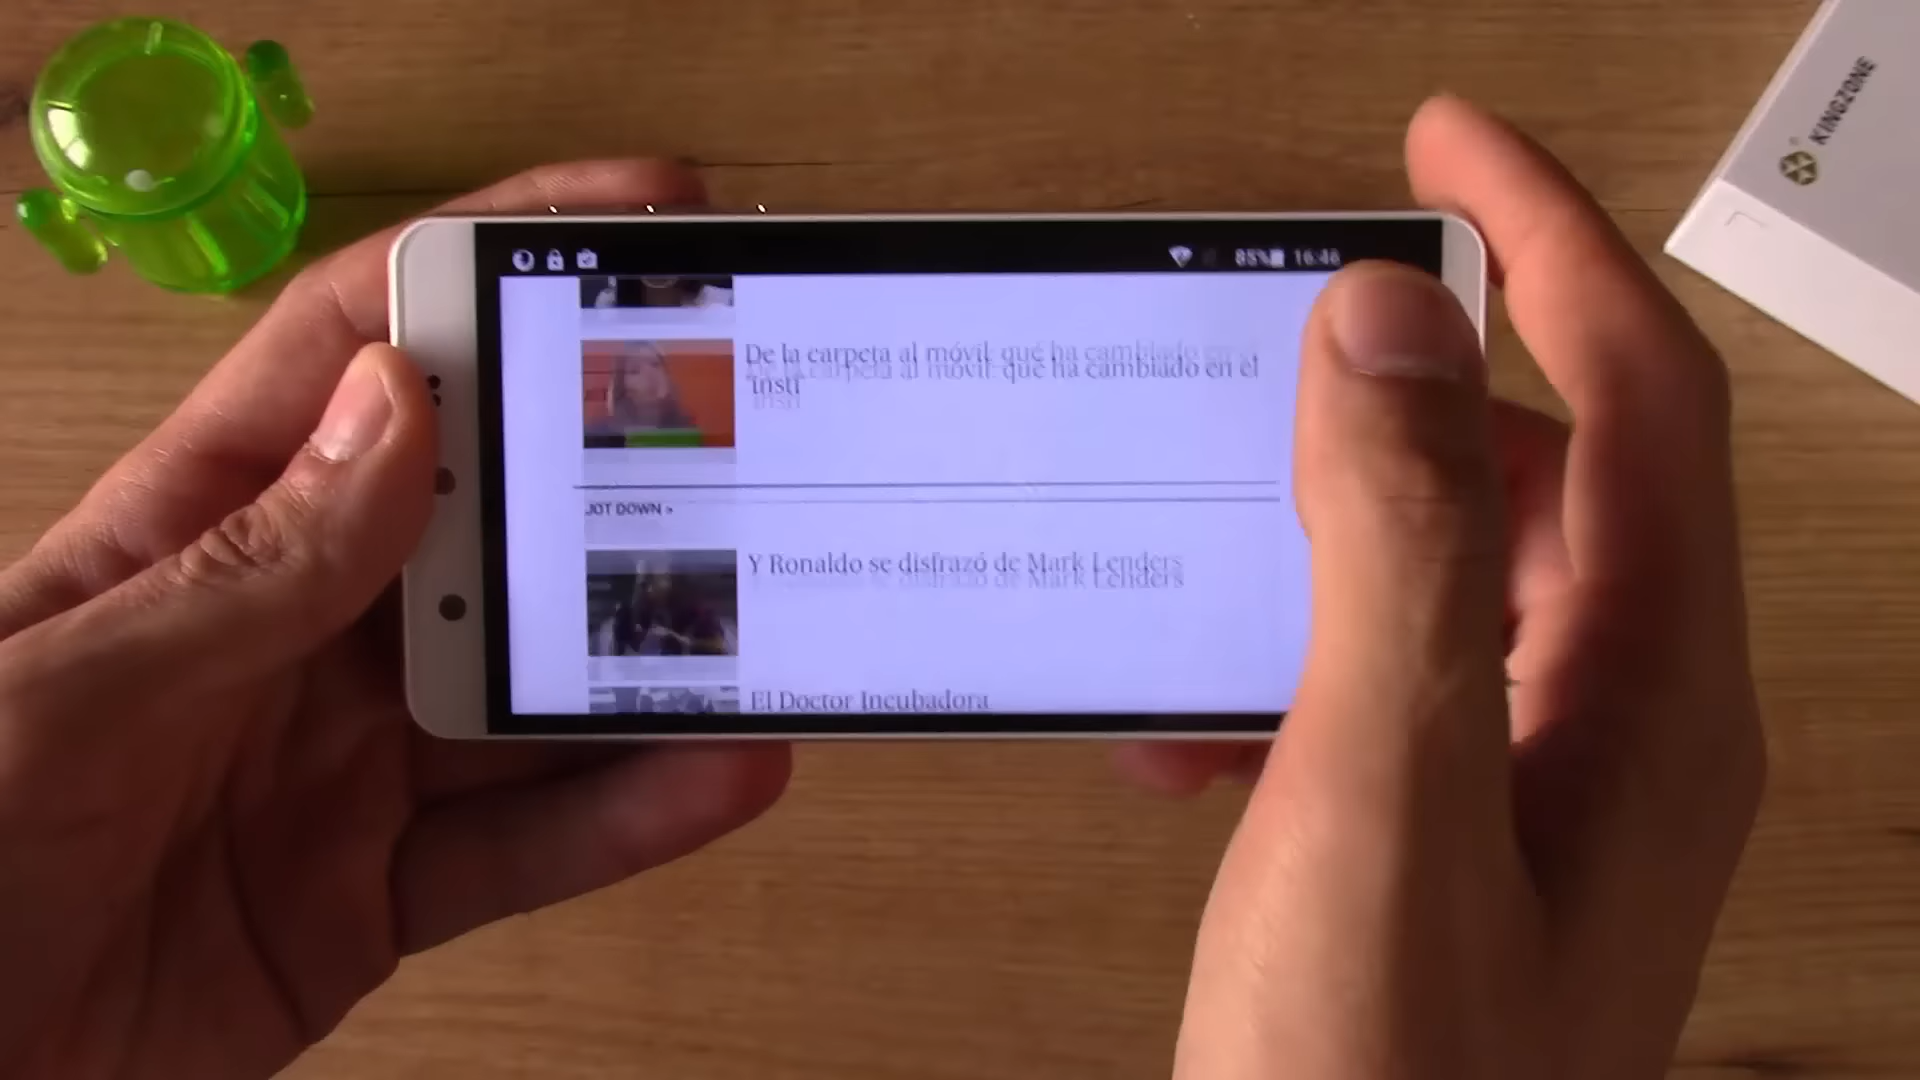 KINGZONE
85% 16:46
De la carpeta al móvil: qué ha cambiado en el
insti
JOT DOWN »
Y Ronaldo se disfrazó de Mark Lenders
El Doctor Incubadora